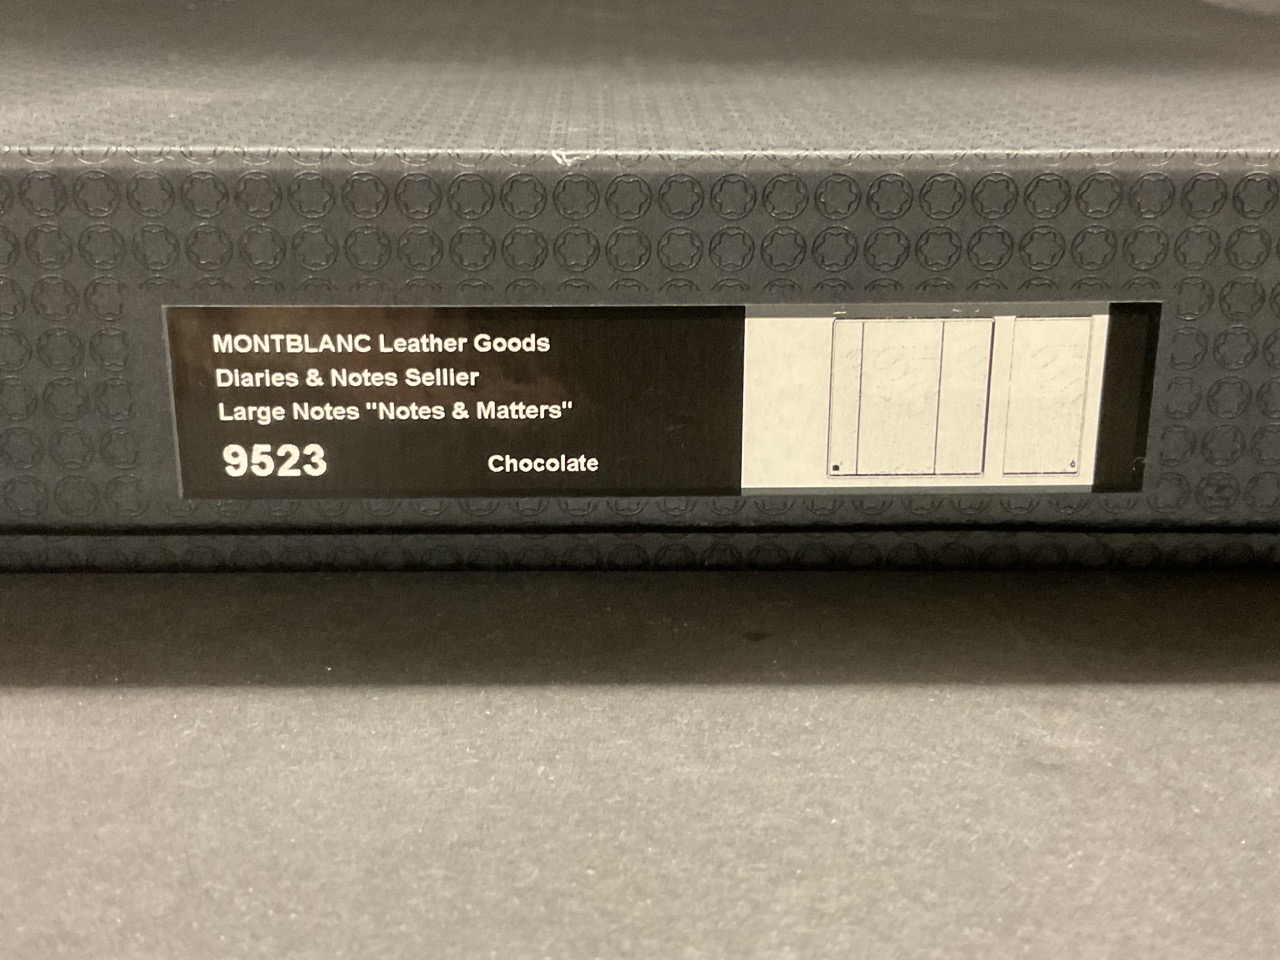 MONTBLANC Leather Goods
Diaries & Notes Sellier
Large Notes "Notes & Matters"
9523 Chocolate